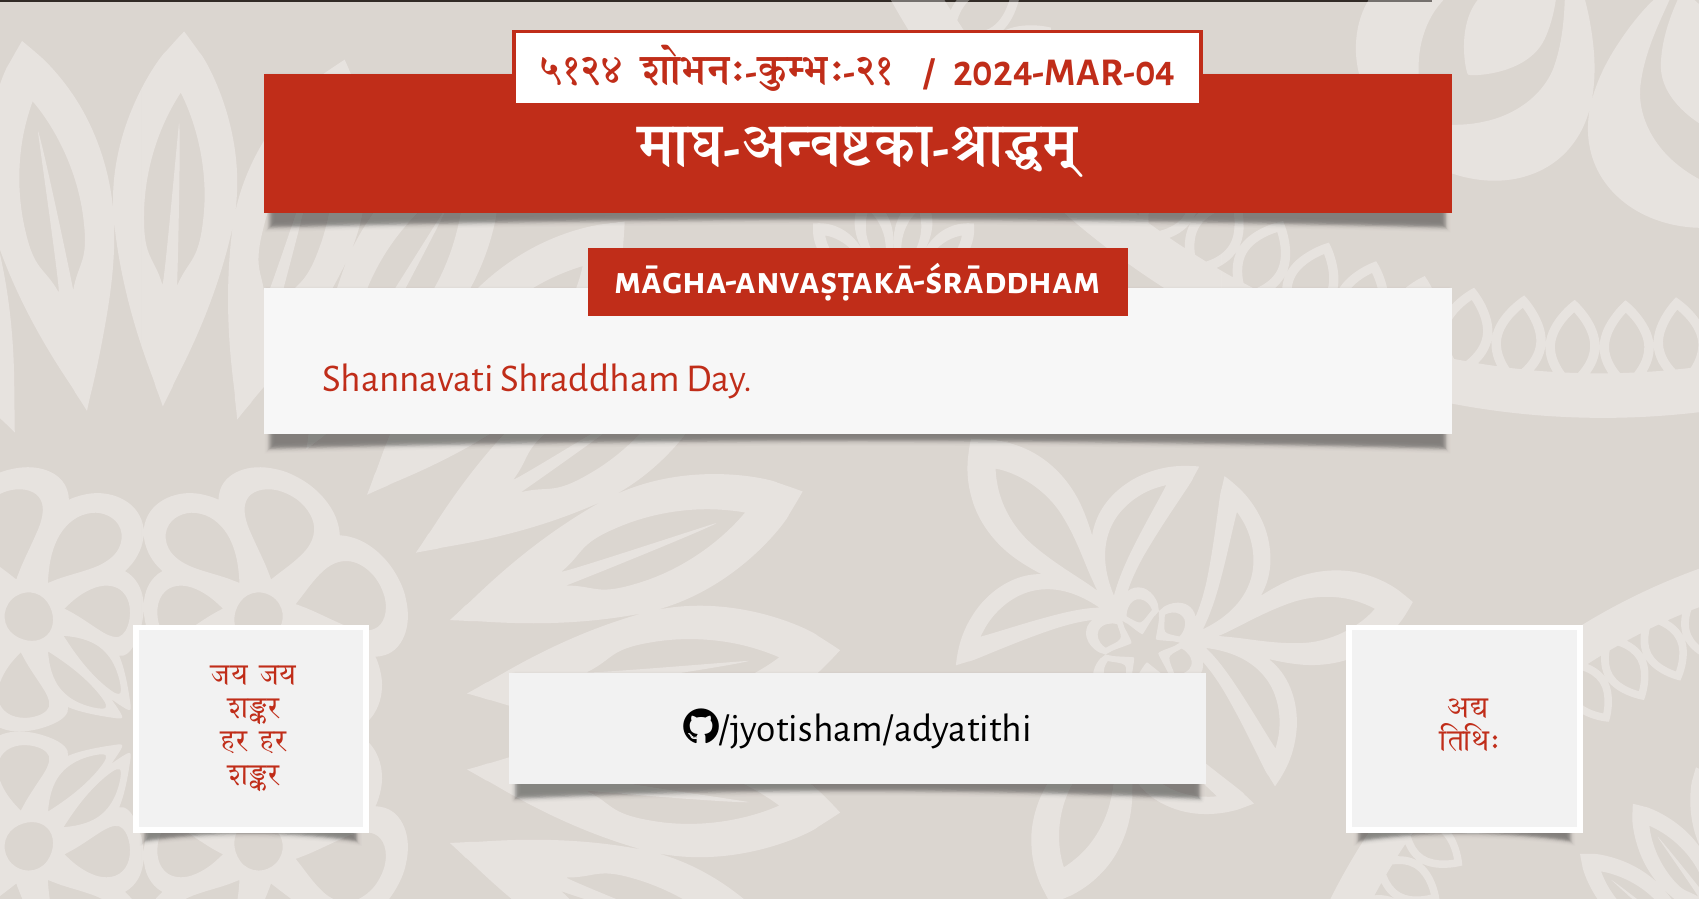 ५१२४ शोभनः-कुम्भः-२१ / 2024-MAR-04
माघ-अन्वष्टका-श्राद्धम्
MĀGHA-ANVAṢṬAKĀ-ŚRĀDDHAM
Shannavati Shraddham Day.
जय जय
शङ्कर
हर हर
शङ्कर
/jyotisham/adyatithi
अद्य
तिथिः